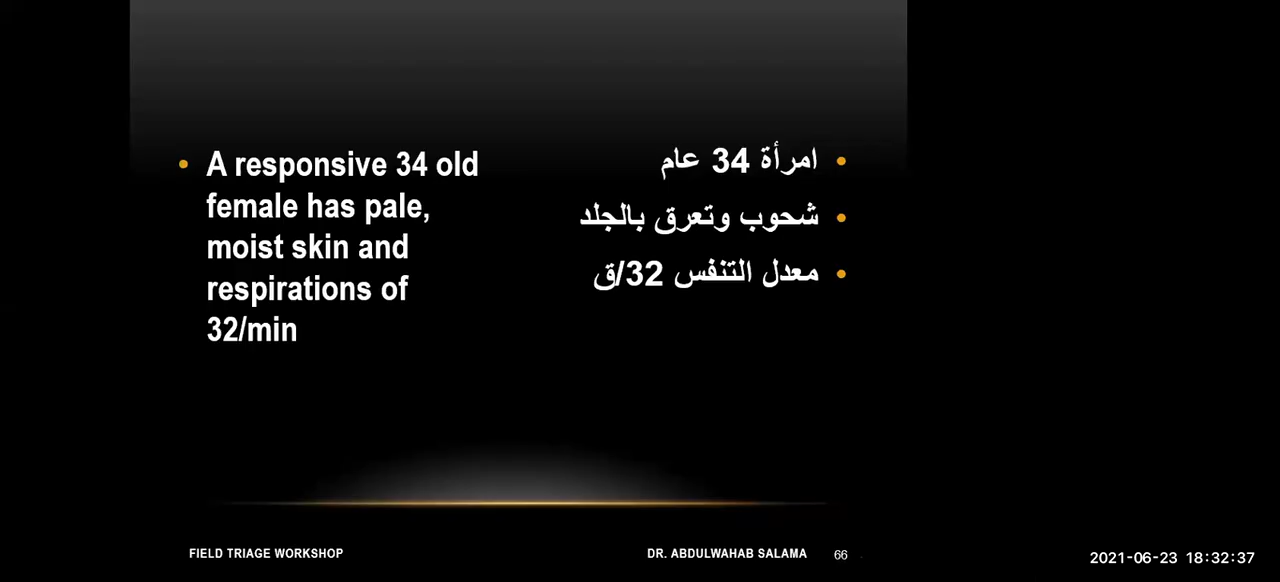 A responsive 34 old
female has pale,
moist skin and
respirations of
32/min
امرأة 34 عام
شحوب وتعرق بالجلد
معدل التنفس 32/ق
FIELD TRIAGE WORKSHOP
DR. ABDULWAHAB SALAMA
66
2021-06-23 18:32:37